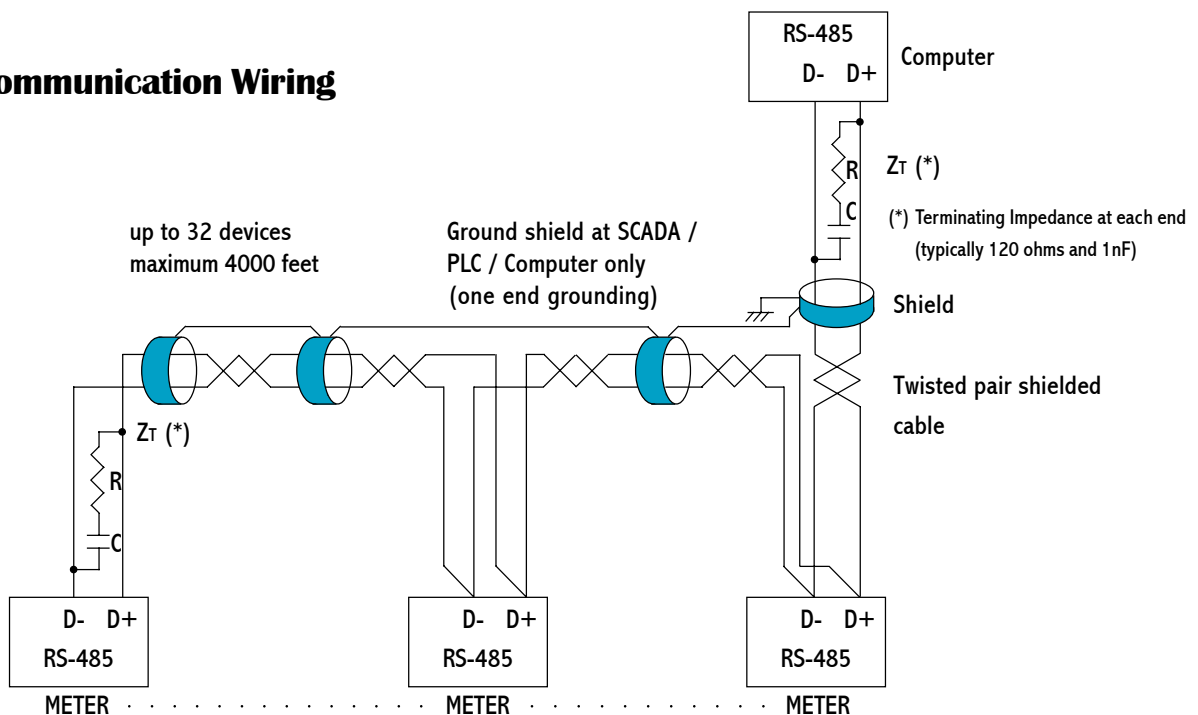 ommunication Wiring
RS-485
D- D+
Computer
R
C
ZT (*)
(*) Terminating Impedance at each end
(typically 120 ohms and 1nF)
up to 32 devices
maximum 4000 feet
Ground shield at SCADA /
PLC / Computer only
(one end grounding)
Shield
Twisted pair shielded
cable
ZT (*)
R
C
D- D+
RS-485
D- D+
RS-485
D- D+
RS-485
METER . . . . . . . . . . . . . . METER . . . . . . . . . . . METER